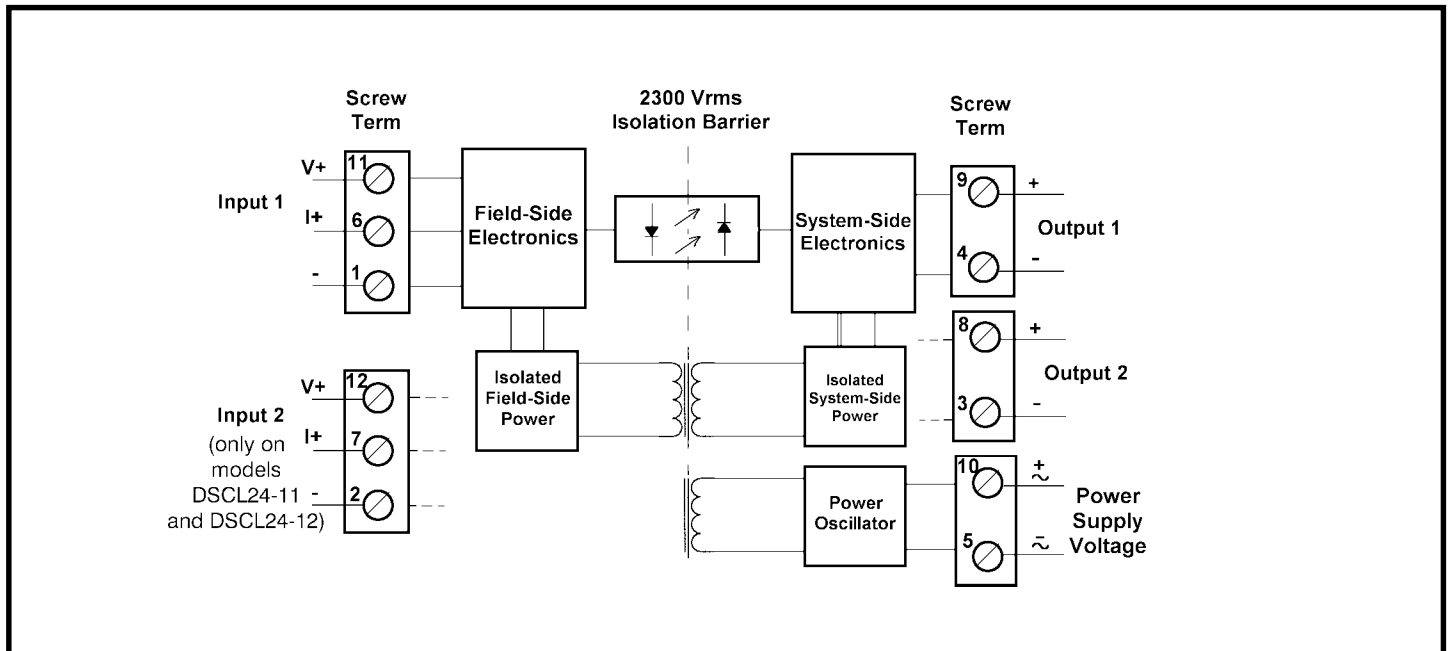 Screw
Term
2300 Vrms
Isolation Barrier
Screw
Term
Input 1
V+
11
I+
6
-
1
Field-Side
Electronics
System-Side
Electronics
9
+
4
-
Output 1
8
+
3
-
Output 2
Isolated
Field-Side
Power
Isolated
System-Side
Power
Input 2
(only on
models
DSCL24-11
and DSCL24-12)
V+
12
I+
7
-
2
Power
Oscillator
10
+
~
5
-
~
Power
Supply
Voltage